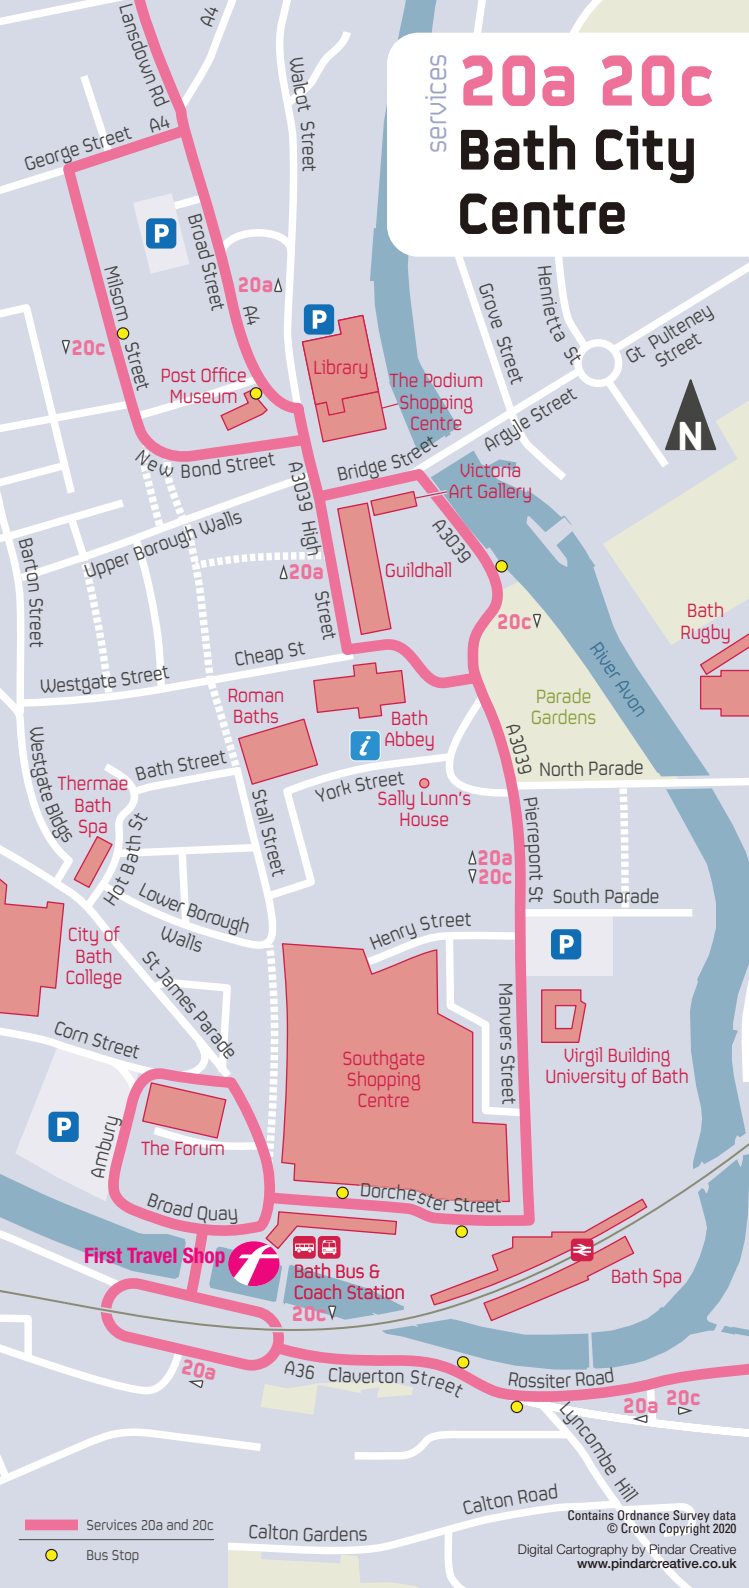 services
20a 20c
Bath City
Centre
Lansdown Rd
A4
Walcot Street
George Street
A4
P
Broad Street
20a
A4
Milsom Street
20c
P
Library
Post Office
Museum
The Podium
Shopping
Centre
Grove Street
Henrietta St
Gt Pulteney
Street
Argyle Street
N
New Bond Street
A3039 High Street
Bridge Street
Victoria
Art Gallery
A3039
Upper Borough Walls
Barton Street
20a
Guildhall
20c
Bath
Rugby
River Avon
Parade
Gardens
Cheap St
Westgate Street
Roman
Baths
Bath
Abbey
i
A3039
North Parade
Westgate Bldgs
Bath Street
York Street
Sally Lunn's
House
Thermae
Bath
Spa
Stall Street
Hot Bath St
Pierrepont St
20a
20c
South Parade
Lower Borough
Walls
Henry Street
P
City of
Bath
College
St James Parade
Manvers Street
Virgil Building
University of Bath
Corn Street
Southgate
Shopping
Centre
P
Ambury
The Forum
Broad Quay
Dorchester Street
First Travel Shop
Bath Bus &
Coach Station
20c
Bath Spa
20a
A36 Claverton Street
Rossiter Road
20a
20c
Lyncombe Hill
Calton Road
Calton Gardens
Services 20a and 20c
Bus Stop
Contains Ordnance Survey data
© Crown Copyright 2020
Digital Cartography by Pindar Creative
www.pindarcreative.co.uk